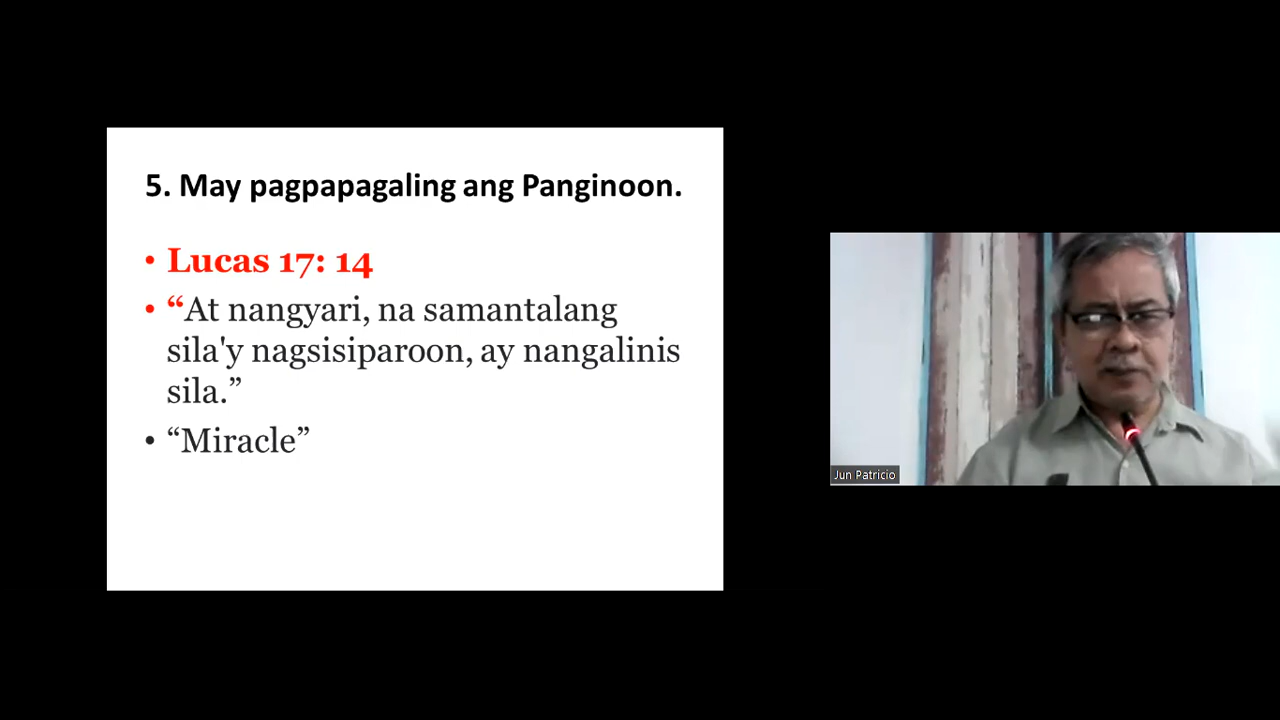 5. May pagpapagaling ang Panginoon.
• Lucas 17: 14
• “At nangyari, na samantalang
sila'y nagsisiparoon, ay nangalinis
sila.”
• “Miracle”
Jun Patricio